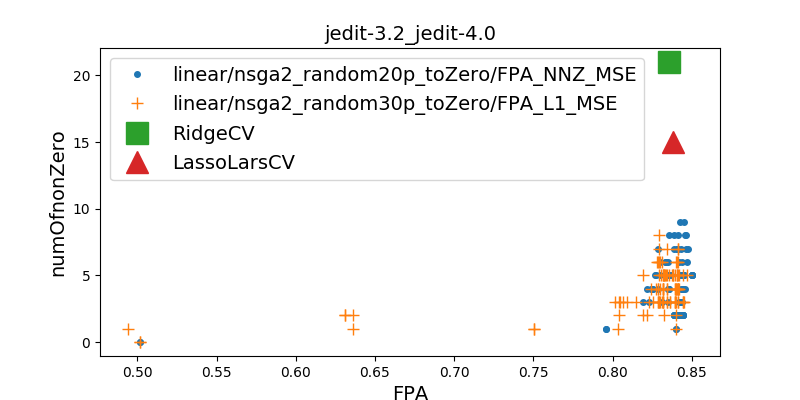 jedit-3.2_jedit-4.0
linear/nsga2_random20p_toZero/FPA_NNZ_MSE
linear/nsga2_random30p_toZero/FPA_L1_MSE
RidgeCV
LassoLarsCV
numOfnonZero
20
15
10
5
0
0.50 0.55 0.60 0.65 0.70 0.75 0.80 0.85
FPA